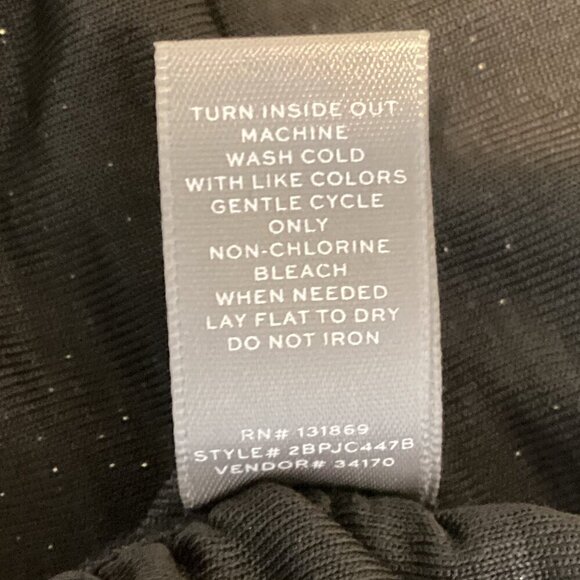 TURN INSIDE OUT
MACHINE
WASH COLD
WITH LIKE COLORS
GENTLE CYCLE
ONLY
NON-CHLORINE
BLEACH
WHEN NEEDED
LAY FLAT TO DRY
DO NOT IRON
RN# 131869
STYLE# 2BPJC447B
VENDOR# 34170